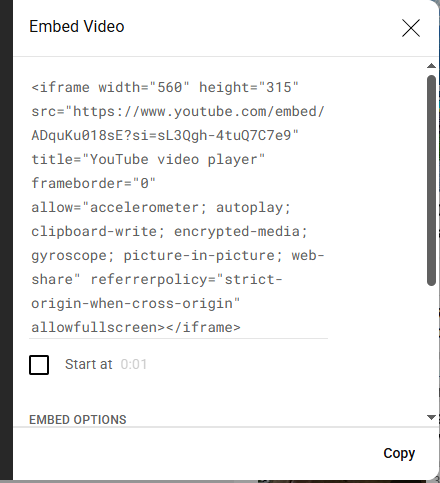 Embed Video
<iframe width="560" height="315"
src="https://www.youtube.com/embed/
ADquKu018sE?si=sL3Qgh-4tuQ7C7e9"
title="YouTube video player"
frameborder="0"
allow="accelerometer; autoplay;
clipboard-write; encrypted-media;
gyroscope; picture-in-picture; web-
share" referrerpolicy="strict-
origin-when-cross-origin"
allowfullscreen></iframe>
Start at 0:01
EMBED OPTIONS
Copy